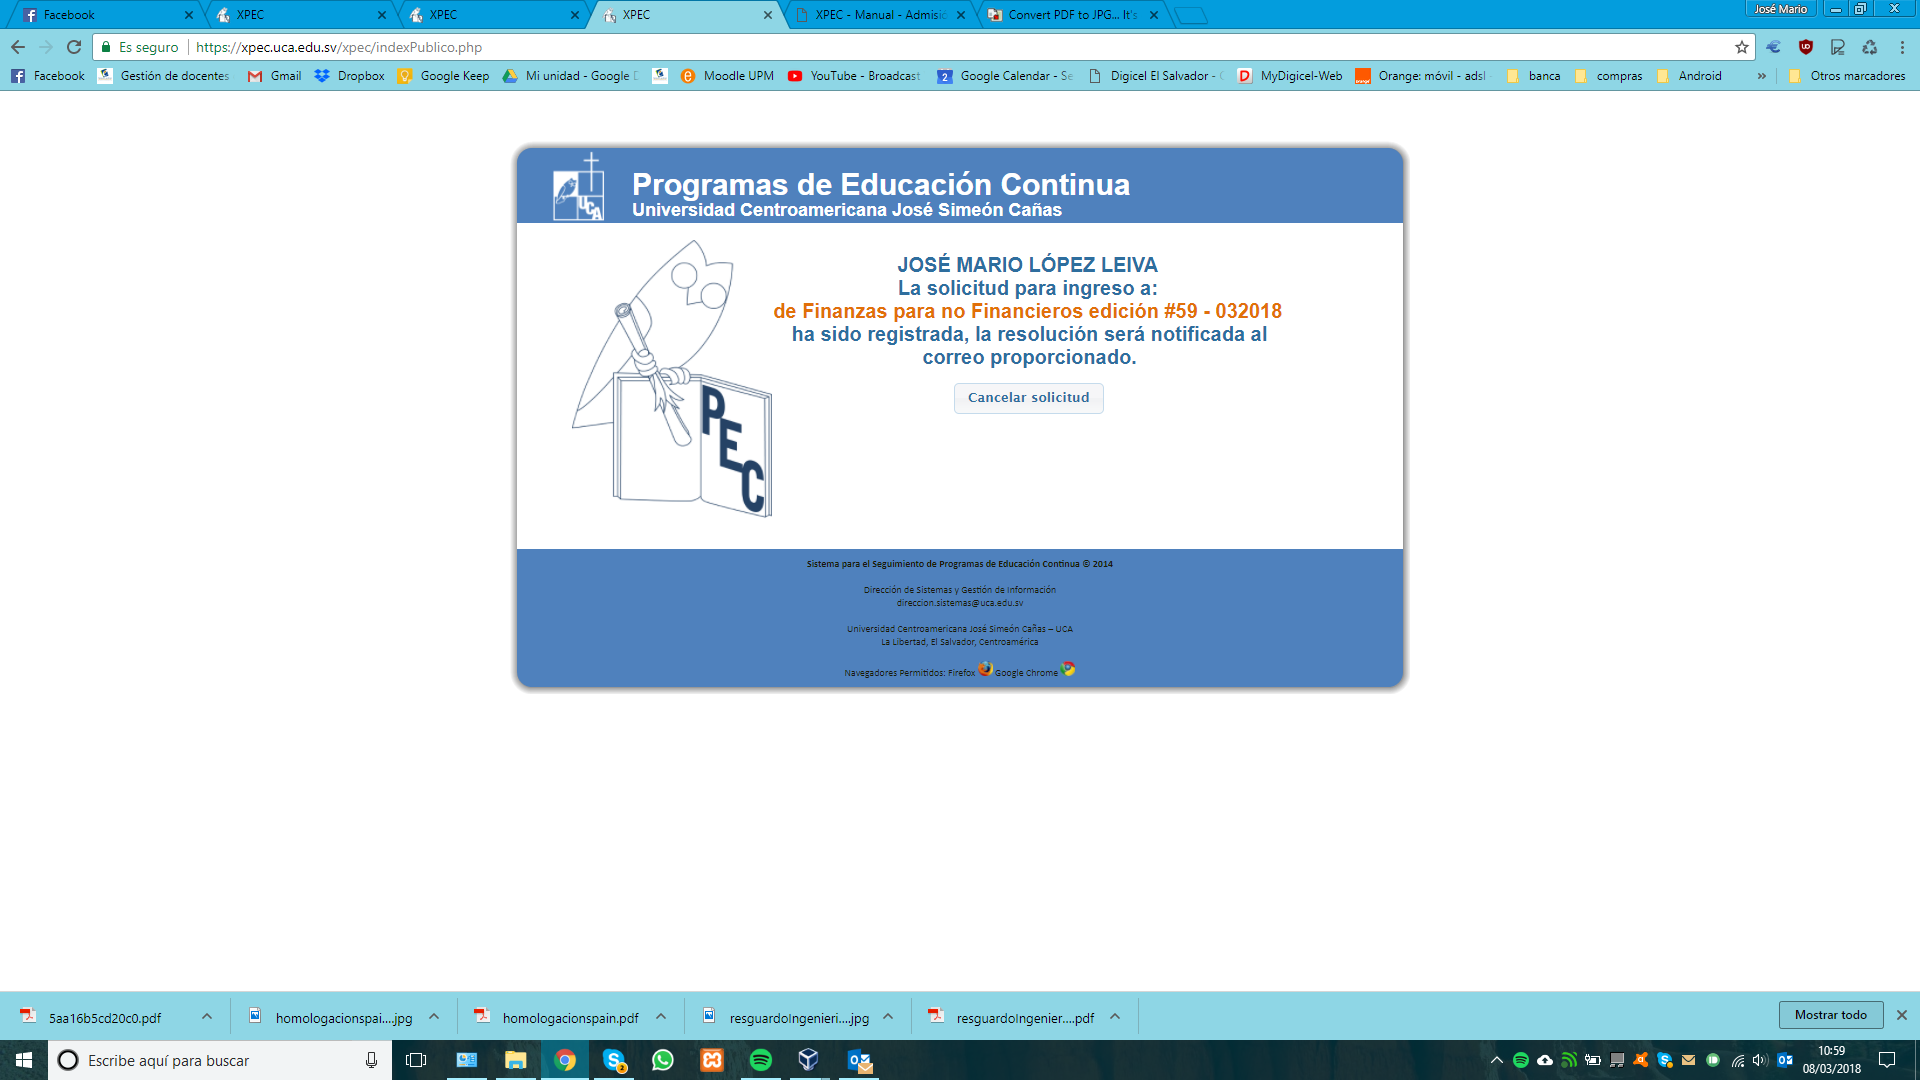 Facebook
XPEC
XPEC
XPEC
XPEC - Manual - Admisió
Convert PDF to JPG... It's
José Mario
Es seguro
https://xpec.uca.edu.sv/xpec/indexPublico.php
Facebook
Gestión de docentes
Gmail
Dropbox
Google Keep
Mi unidad - Google D
Moodle UPM
YouTube - Broadcast
2
Google Calendar - Se
Digicel El Salvador -
D
MyDigicel-Web
Orange: móvil - adsl
banca
compras
Android
»
Otros marcadores
UCA
Programas de Educación Continua
Universidad Centroamericana José Simeón Cañas
PEC
JOSÉ MARIO LÓPEZ LEIVA
La solicitud para ingreso a:
de Finanzas para no Financieros edición #59 - 032018
ha sido registrada, la resolución será notificada al
correo proporcionado.
Cancelar solicitud
Sistema para el Seguimiento de Programas de Educación Continua © 2014
Dirección de Sistemas y Gestión de Información
direccion.sistemas@uca.edu.sv
Universidad Centroamericana José Simeón Cañas – UCA
La Libertad, El Salvador, Centroamérica
Navegadores Permitidos: Firefox Google Chrome
5aa16b5cd20c0.pdf
homologacionspai....jpg
homologacionspain.pdf
resguardoIngenieri....jpg
resguardoIngenier....pdf
Mostrar todo
Escribe aquí para buscar
10:59
08/03/2018